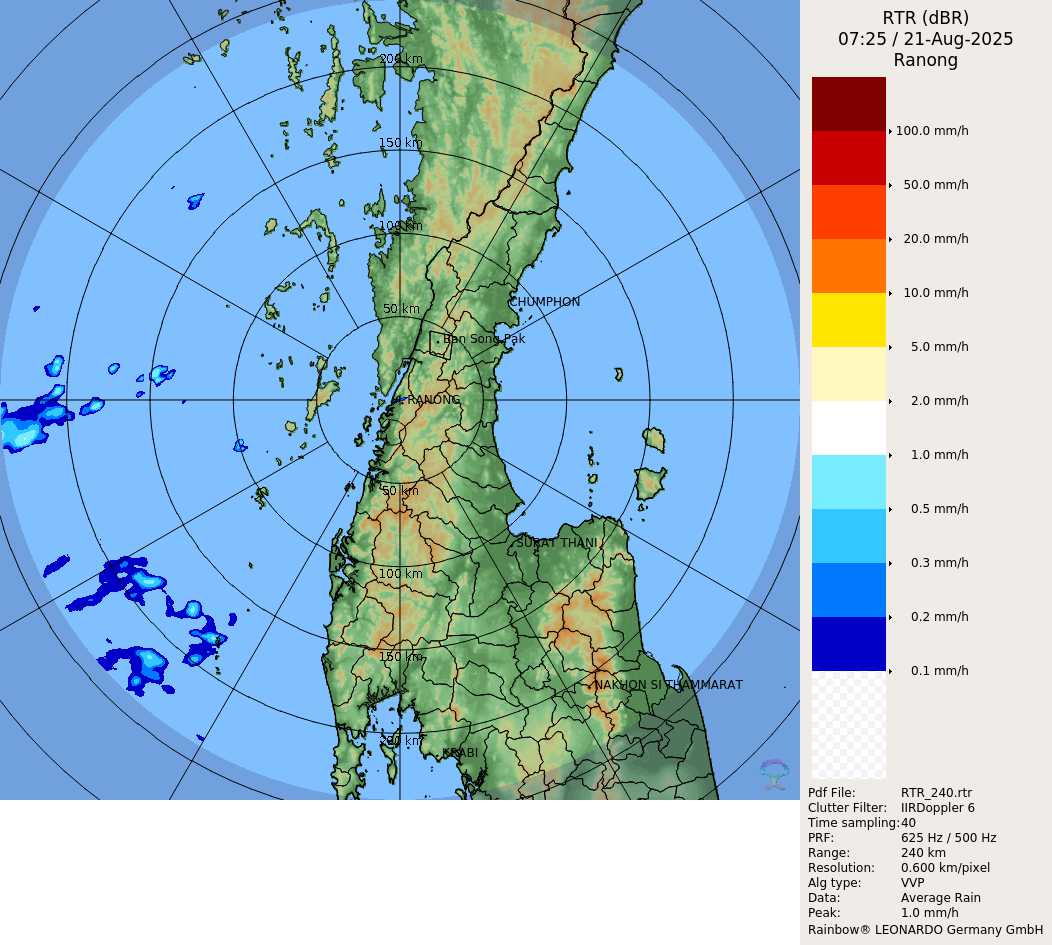 RTR (dBR)
07:25 / 21-Aug-2025
Ranong
200 km
150 km
100 km
50 km
CHUMPHON
Ban Song Pak
RANONG
50 km
SURAT THANI
100 km
150 km
NAKHON SI THAMMARAT
200 km
KRABI
100.0 mm/h
50.0 mm/h
20.0 mm/h
10.0 mm/h
5.0 mm/h
2.0 mm/h
1.0 mm/h
0.5 mm/h
0.3 mm/h
0.2 mm/h
0.1 mm/h
Pdf File: RTR_240.rtr
Clutter Filter: IIRDoppler 6
Time sampling:40
PRF: 625 Hz / 500 Hz
Range: 240 km
Resolution: 0.600 km/pixel
Alg type: VVP
Data: Average Rain
Peak: 1.0 mm/h
Rainbow® LEONARDO Germany GmbH